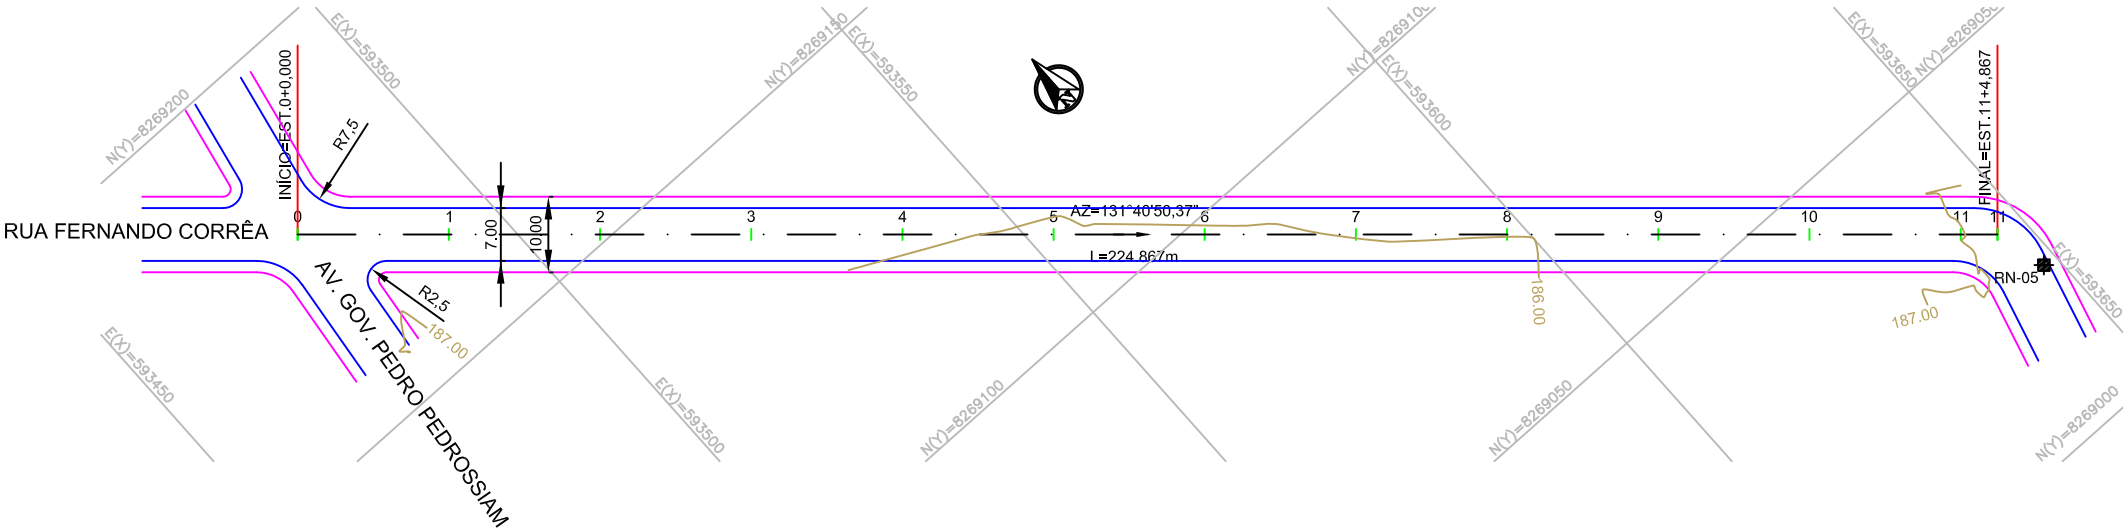 E(X)=593500
N(Y)=8269150
E(X)=593550
N(Y)=8269100
E(X)=593600
E(X)=593650
N(Y)=8269050
N(Y)=8269200
INÍCIO=EST.0+0,000
R7,5
N
FINAL=EST.11+4,867
RUA FERNANDO CORRÊA
0
1
2
3
4
5
6
7
8
9
10
11
11
AZ=131°40'50,37"
7.00
10.00
L=224.867m
AV. GOV. PEDRO PEDROSSIAM
R2,5
187.00
186.00
RN-05
187.00
E(X)=593650
E(X)=593450
E(X)=593500
N(Y)=8269100
N(Y)=8269050
N(Y)=8269000